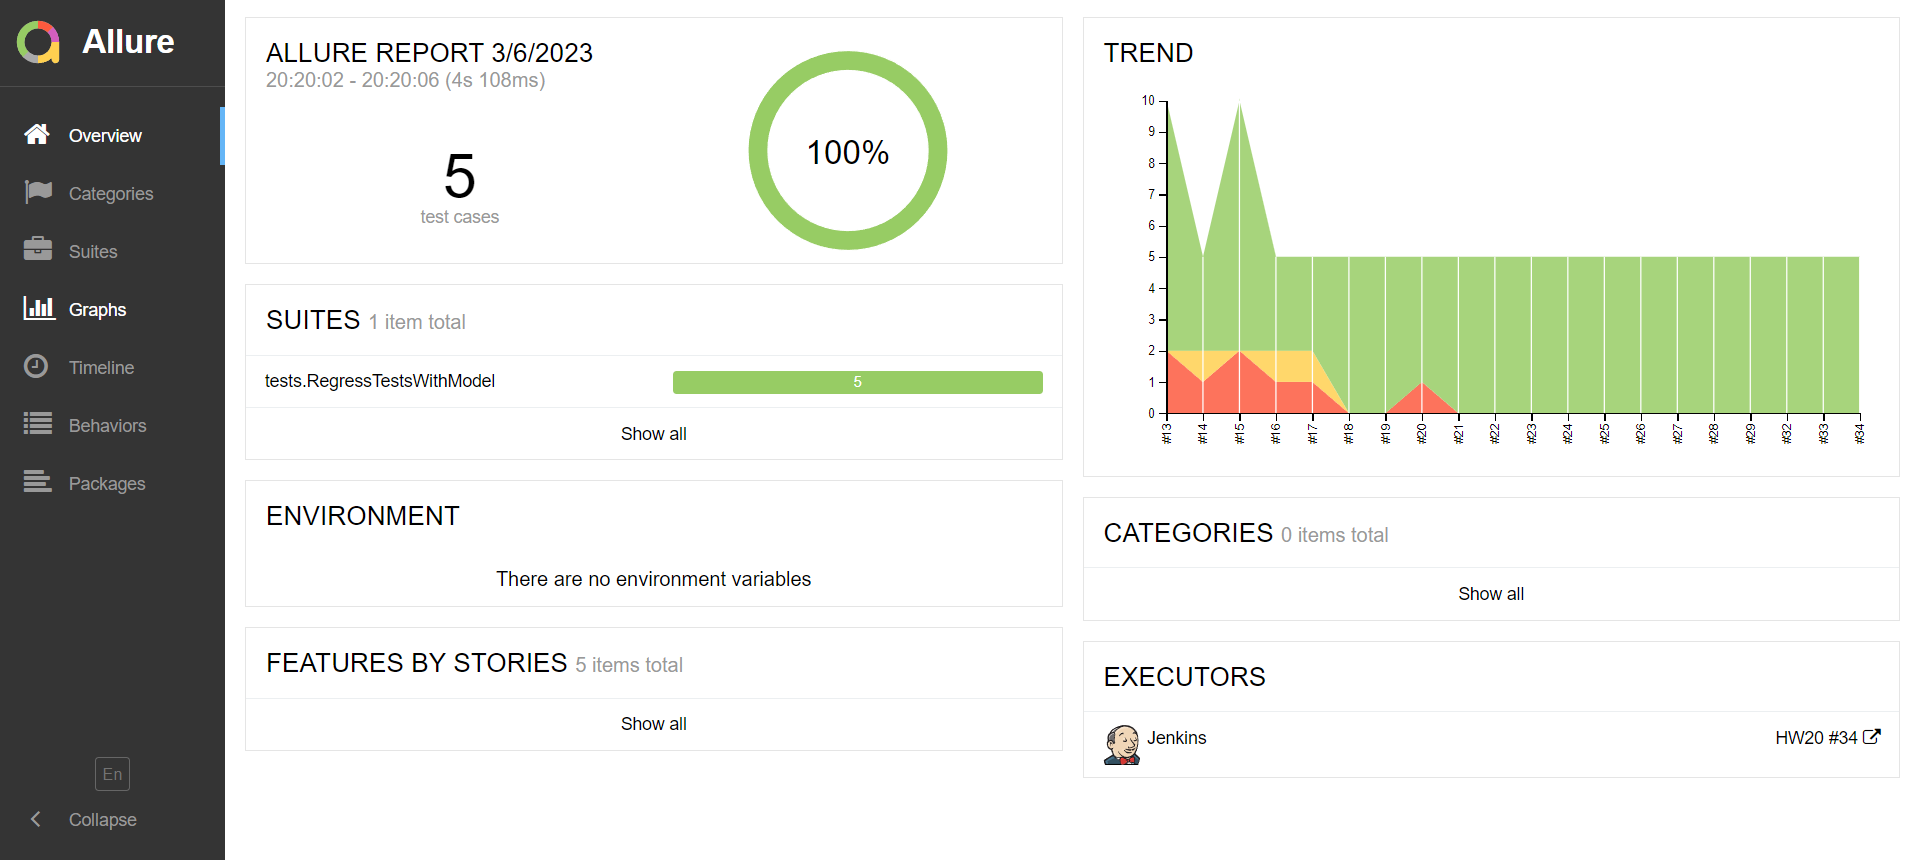 Allure
Overview
Categories
Suites
Graphs
Timeline
Behaviors
Packages
En
Collapse
ALLURE REPORT 3/6/2023
20:20:02 - 20:20:06 (4s 108ms)
5
test cases
100%
SUITES 1 item total
tests.RegressTestsWithModel 5
Show all
ENVIRONMENT
There are no environment variables
FEATURES BY STORIES 5 items total
Show all
TREND
10
9
8
7
6
5
4
3
2
1
0
#13 #14 #15 #16 #17 #18 #19 #20 #21 #22 #23 #24 #25 #26 #27 #28 #29 #32 #33 #34
CATEGORIES 0 items total
Show all
EXECUTORS
Jenkins HW20 #34